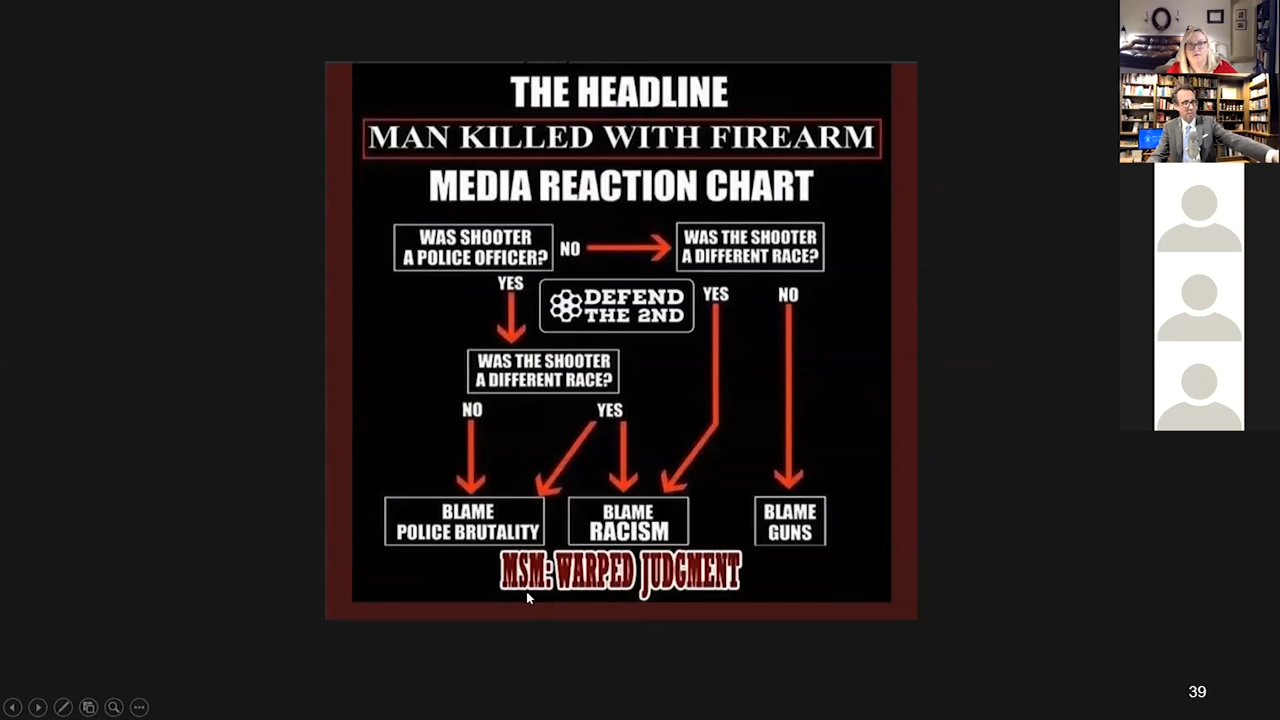 THE HEADLINE
MAN KILLED WITH FIREARM
MEDIA REACTION CHART
WAS SHOOTER
A POLICE OFFICER?
NO
WAS THE SHOOTER
A DIFFERENT RACE?
YES
DEFEND
THE 2ND
YES
NO
WAS THE SHOOTER
A DIFFERENT RACE?
NO
YES
BLAME
POLICE BRUTALITY
BLAME
RACISM
BLAME
GUNS
MSM: WARPED JUDGMENT
39